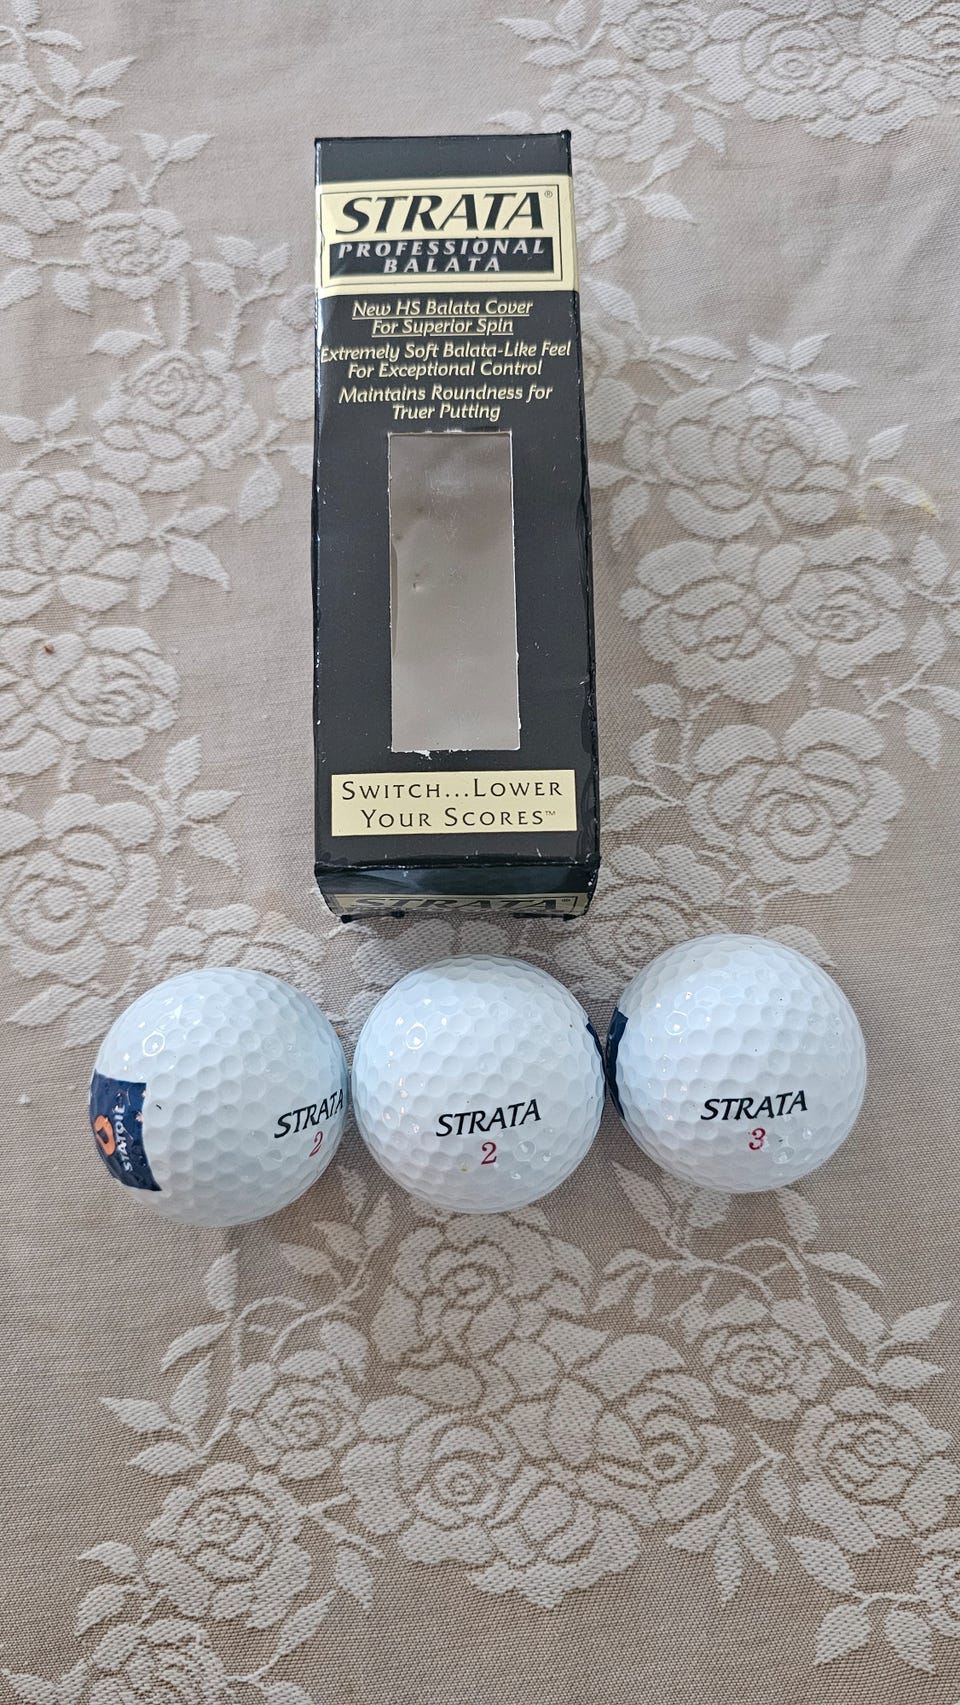 STRATA®
PROFESSIONAL
BALATA
New HS Balata Cover
For Superior Spin
Extremely Soft Balata-Like Feel
For Exceptional Control
Maintains Roundness for
Truer Putting
SWITCH...LOWER
YOUR SCORES™
STRATA®
STATOIL
STRATA
2
STRATA
2
STRATA
3